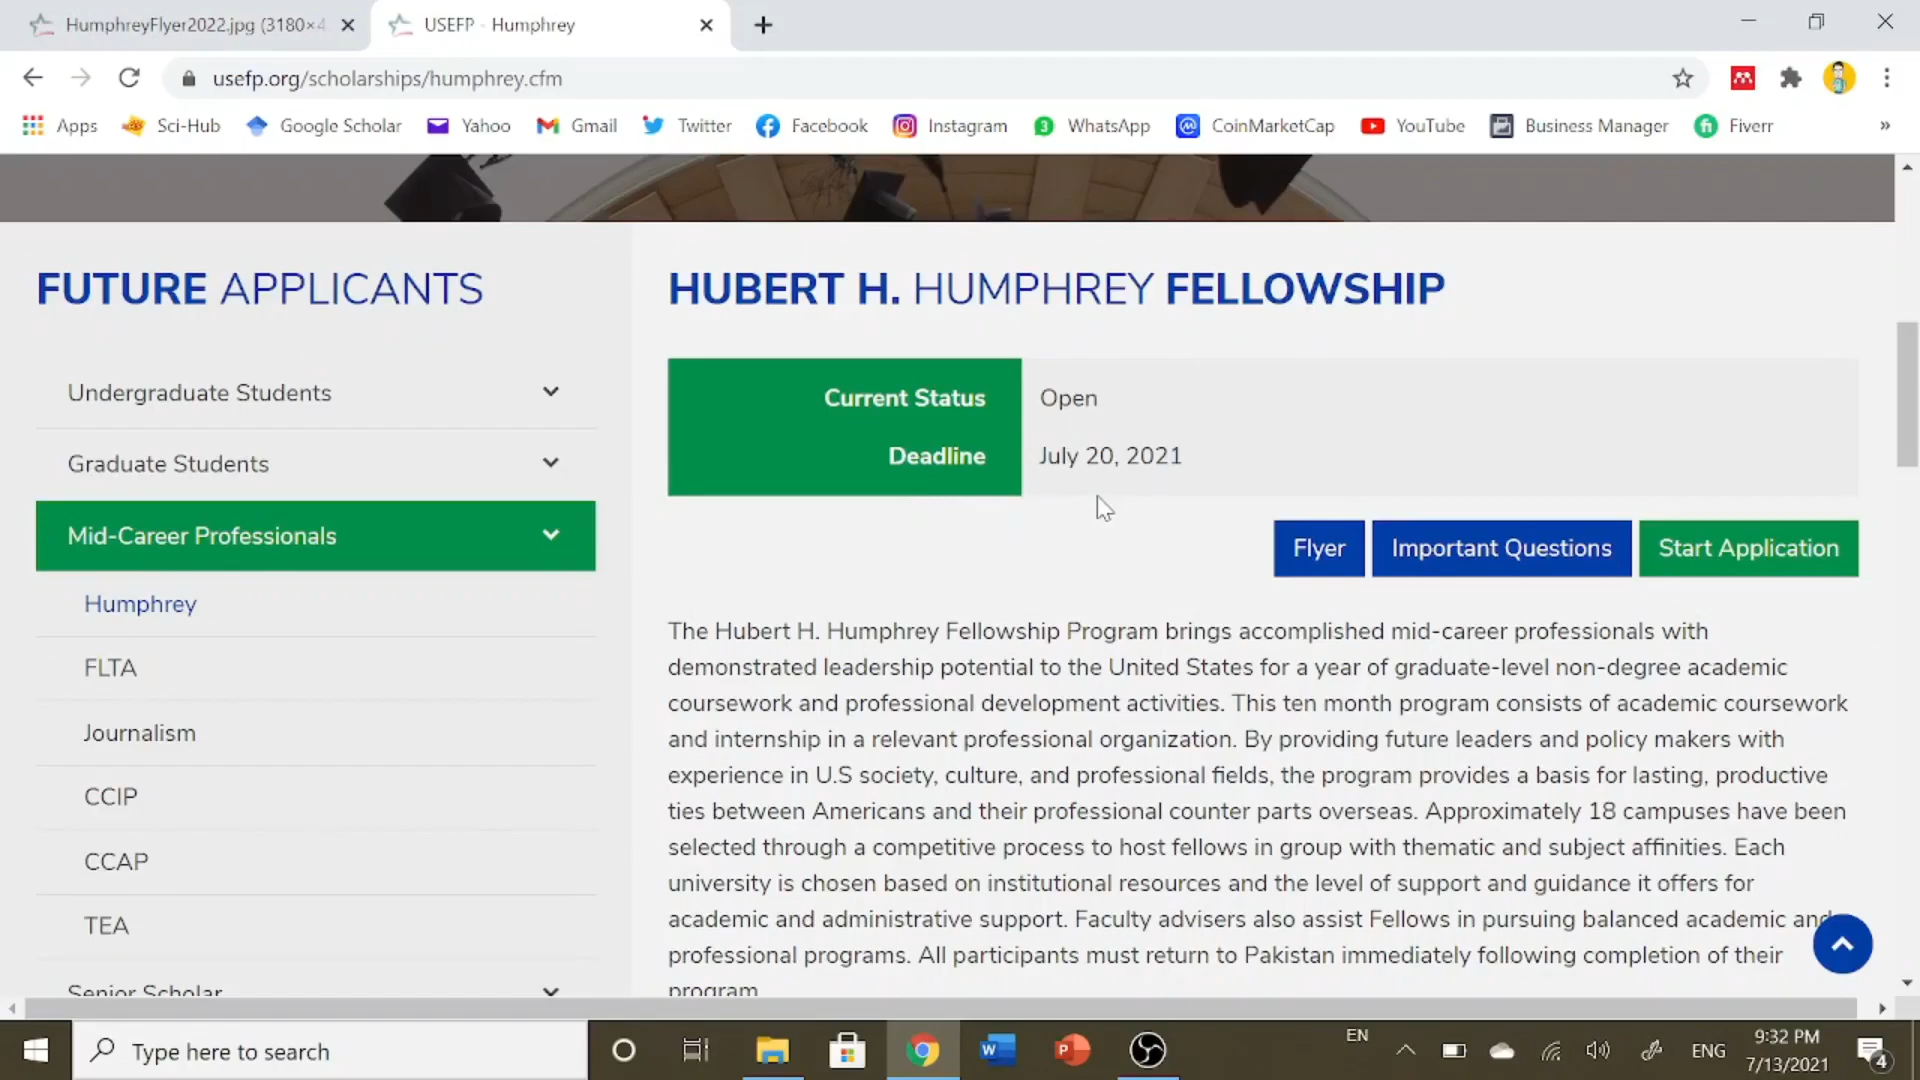 HumphreyFlyer2022.jpg (3180×4
USEFP - Humphrey
usefp.org/scholarships/humphrey.cfm
Apps
Sci-Hub
Google Scholar
Yahoo
Gmail
Twitter
Facebook
Instagram
3
WhatsApp
CoinMarketCap
YouTube
Business Manager
Fiverr
»
FUTURE APPLICANTS
Undergraduate Students
Graduate Students
Mid-Career Professionals
Humphrey
FLTA
Journalism
CCIP
CCAP
TEA
Senior Scholar
HUBERT H. HUMPHREY FELLOWSHIP
Current Status Open
Deadline July 20, 2021
Flyer
Important Questions
Start Application
The Hubert H. Humphrey Fellowship Program brings accomplished mid-career professionals with
demonstrated leadership potential to the United States for a year of graduate-level non-degree academic
coursework and professional development activities. This ten month program consists of academic coursework
and internship in a relevant professional organization. By providing future leaders and policy makers with
experience in U.S society, culture, and professional fields, the program provides a basis for lasting, productive
ties between Americans and their professional counter parts overseas. Approximately 18 campuses have been
selected through a competitive process to host fellows in group with thematic and subject affinities. Each
university is chosen based on institutional resources and the level of support and guidance it offers for
academic and administrative support. Faculty advisers also assist Fellows in pursuing balanced academic and
professional programs. All participants must return to Pakistan immediately following completion of their
program
Type here to search
EN
ENG
9:32 PM
7/13/2021
4